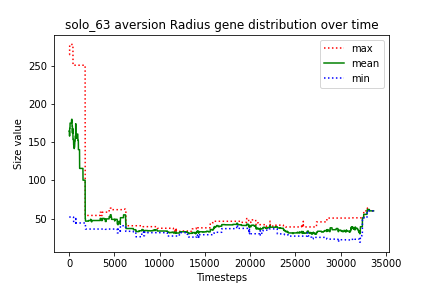 solo_63 aversion Radius gene distribution over time
max
mean
min
Size value
250
200
150
100
50
0 5000 10000 15000 20000 25000 30000 35000
Timesteps